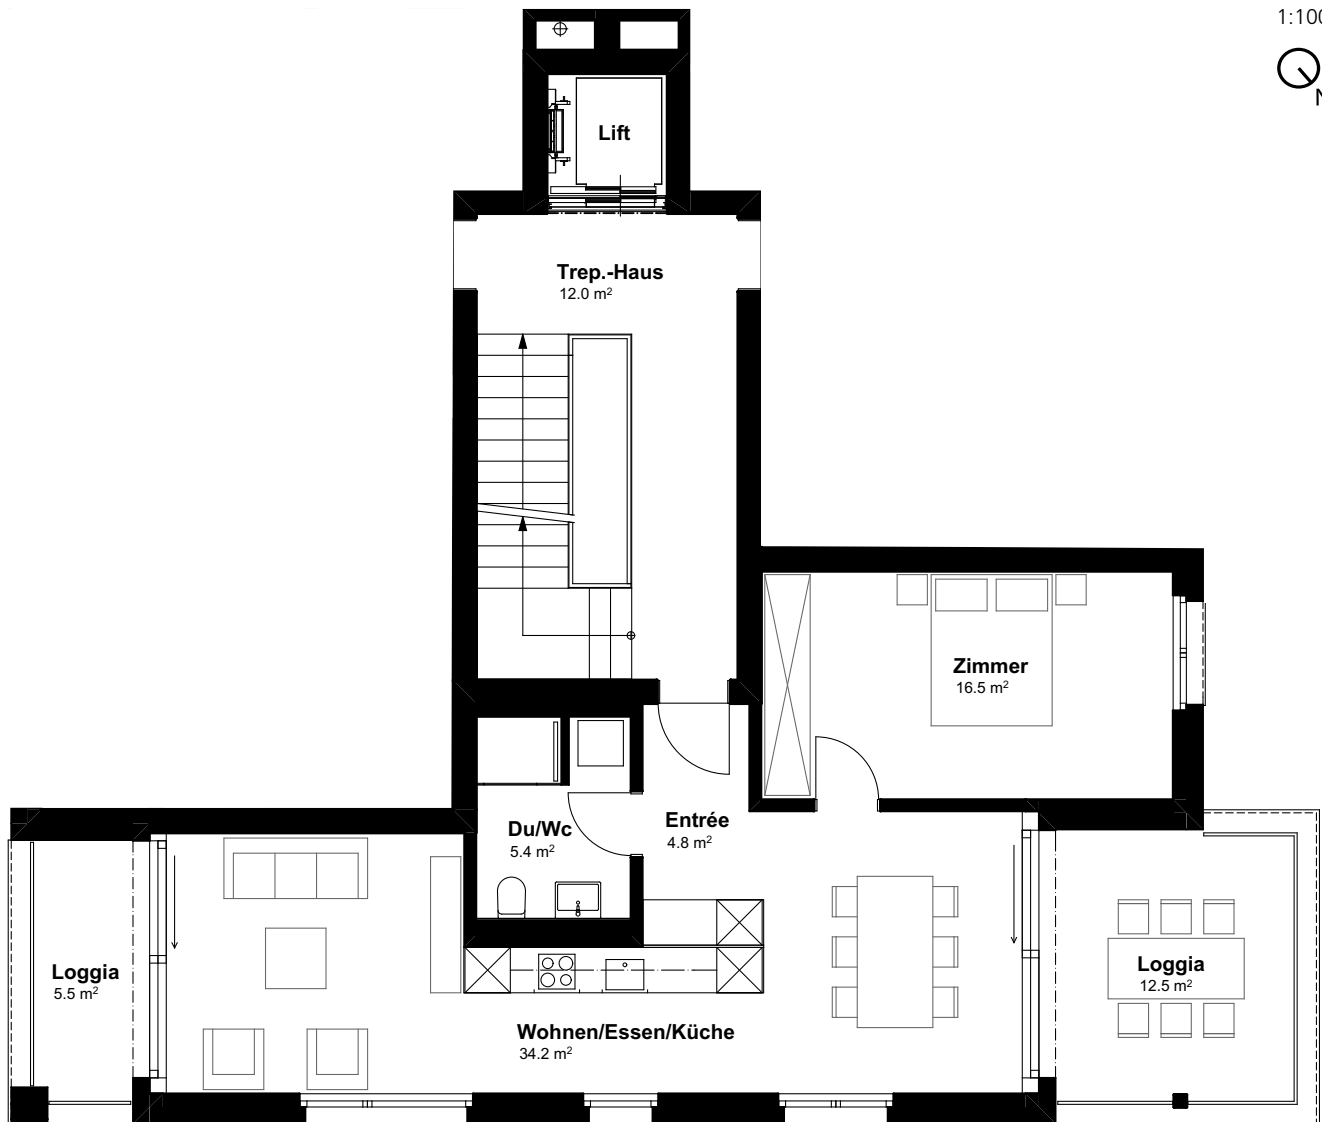 1:100
N
Lift
Trep.-Haus
12.0 m²
Zimmer
16.5 m²
Entrée
4.8 m²
Du/Wc
5.4 m²
Loggia
5.5 m²
Loggia
12.5 m²
Wohnen/Essen/Küche
34.2 m²